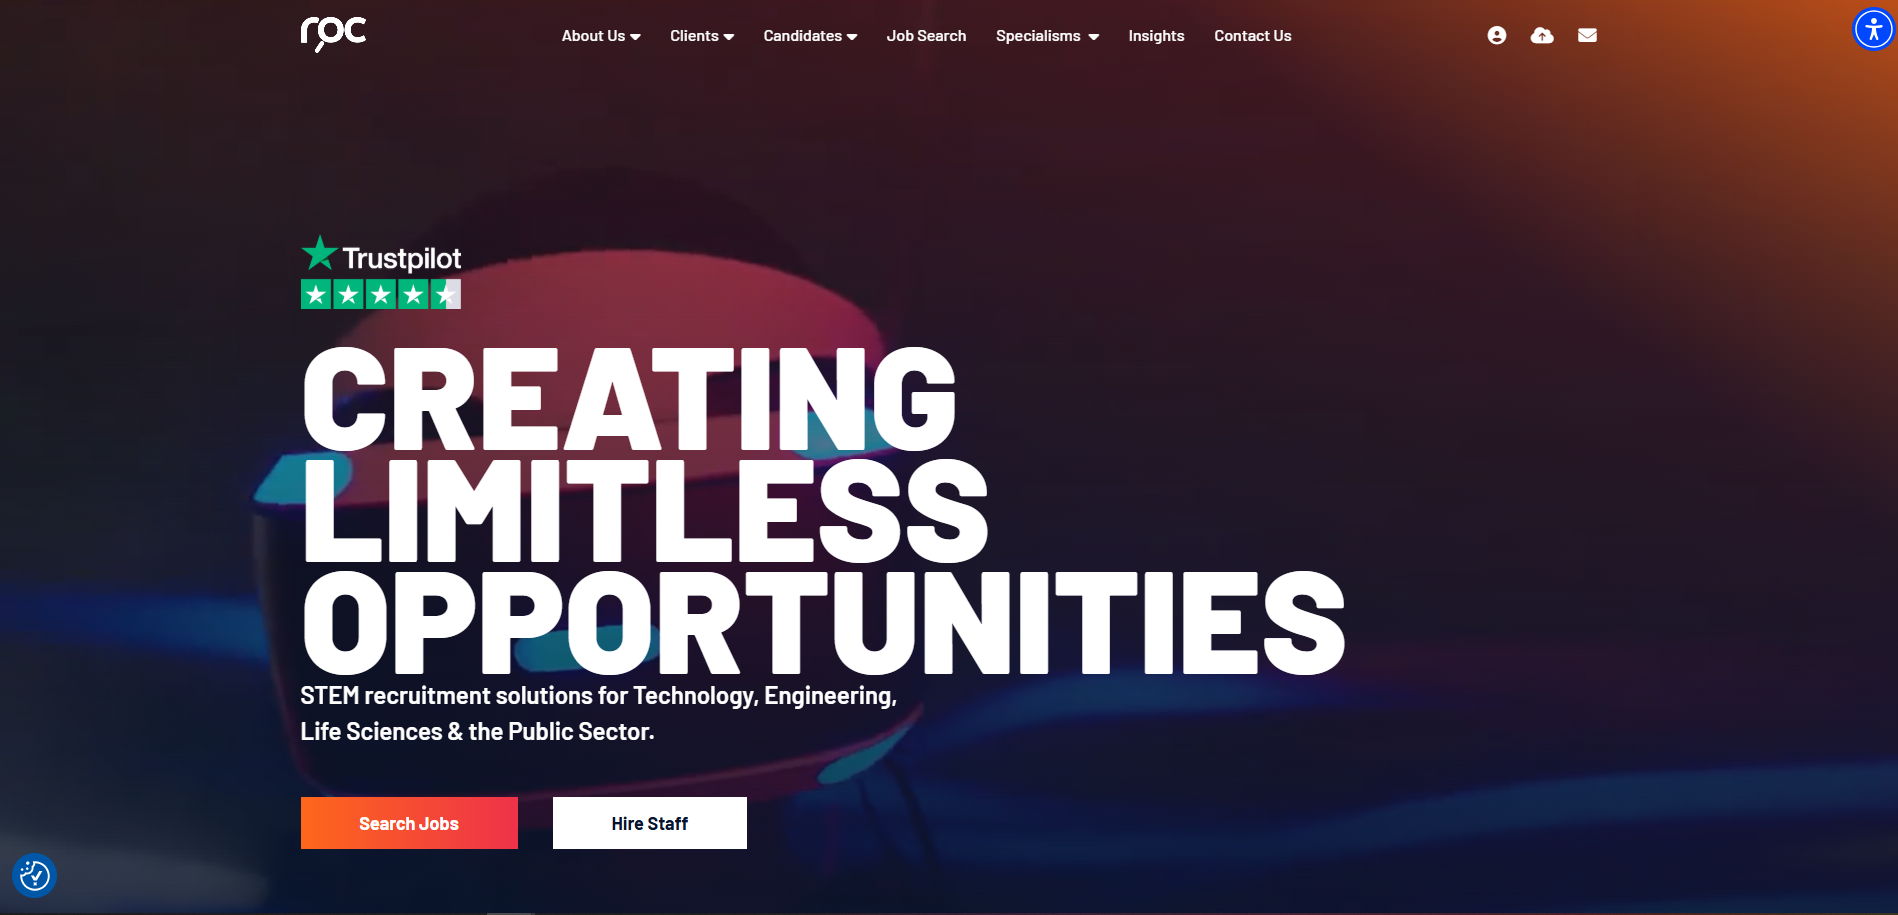 roc
About Us
Clients
Candidates
Job Search
Specialisms
Insights
Contact Us
Trustpilot
CREATING
LIMITLESS
OPPORTUNITIES
STEM recruitment solutions for Technology, Engineering,
Life Sciences & the Public Sector.
Search Jobs
Hire Staff